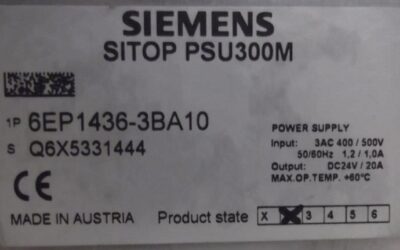 SIEMENS
SITOP PSU300M
1P 6EP1436-3BA10
S Q6X5331444
POWER SUPPLY
Input: 3AC 400 / 500V
50/60Hz 1,2 / 1,0A
Output: DC24V / 20A
MAX.OP.TEMP. +60°C
CE
MADE IN AUSTRIA Product state X 3 4 5 6